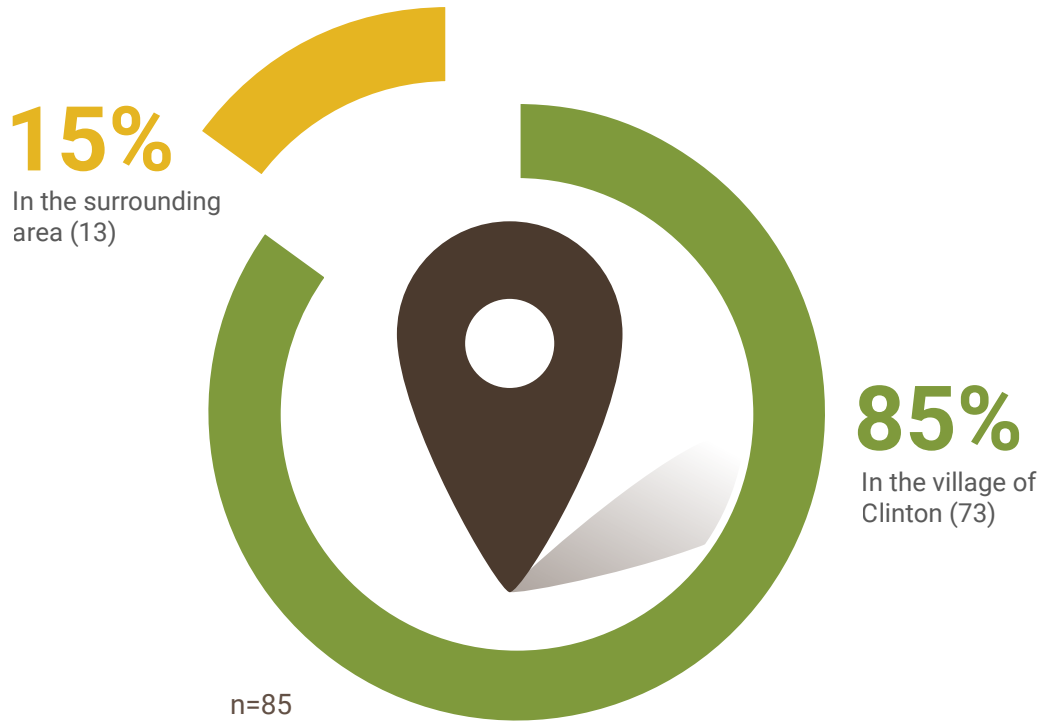 15%
In the surrounding
area (13)
85%
In the village of
Clinton (73)
n=85